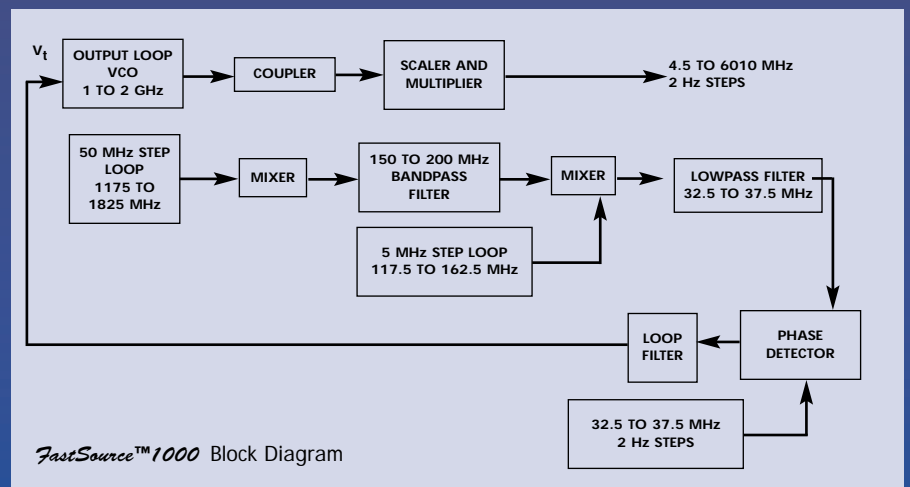 Vt
OUTPUT LOOP
VCO
1 TO 2 GHz
COUPLER
SCALER AND
MULTIPLIER
4.5 TO 6010 MHz
2 Hz STEPS
50 MHz STEP
LOOP
1175 TO
1825 MHz
MIXER
150 TO 200 MHz
BANDPASS
FILTER
MIXER
LOWPASS FILTER
32.5 TO 37.5 MHz
5 MHz STEP LOOP
117.5 TO 162.5 MHz
LOOP
FILTER
PHASE
DETECTOR
32.5 TO 37.5 MHz
2 Hz STEPS
FastSource™1000 Block Diagram